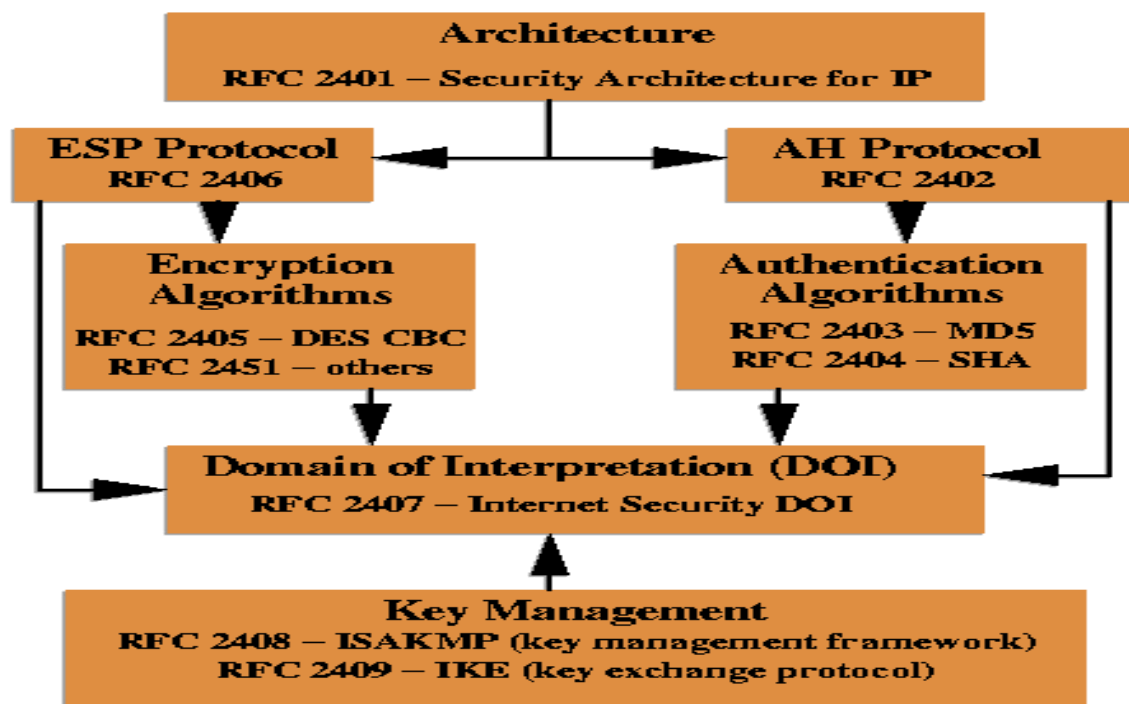 Architecture
RFC 2401 – Security Architecture for IP
ESP Protocol
RFC 2406
AH Protocol
RFC 2402
Encryption
Algorithms
RFC 2405 – DES CBC
RFC 2451 – others
Authentication
Algorithms
RFC 2403 – MD5
RFC 2404 – SHA
Domain of Interpretation (DOI)
RFC 2407 – Internet Security DOI
Key Management
RFC 2408 – ISAKMP (key management framework)
RFC 2409 – IKE (key exchange protocol)